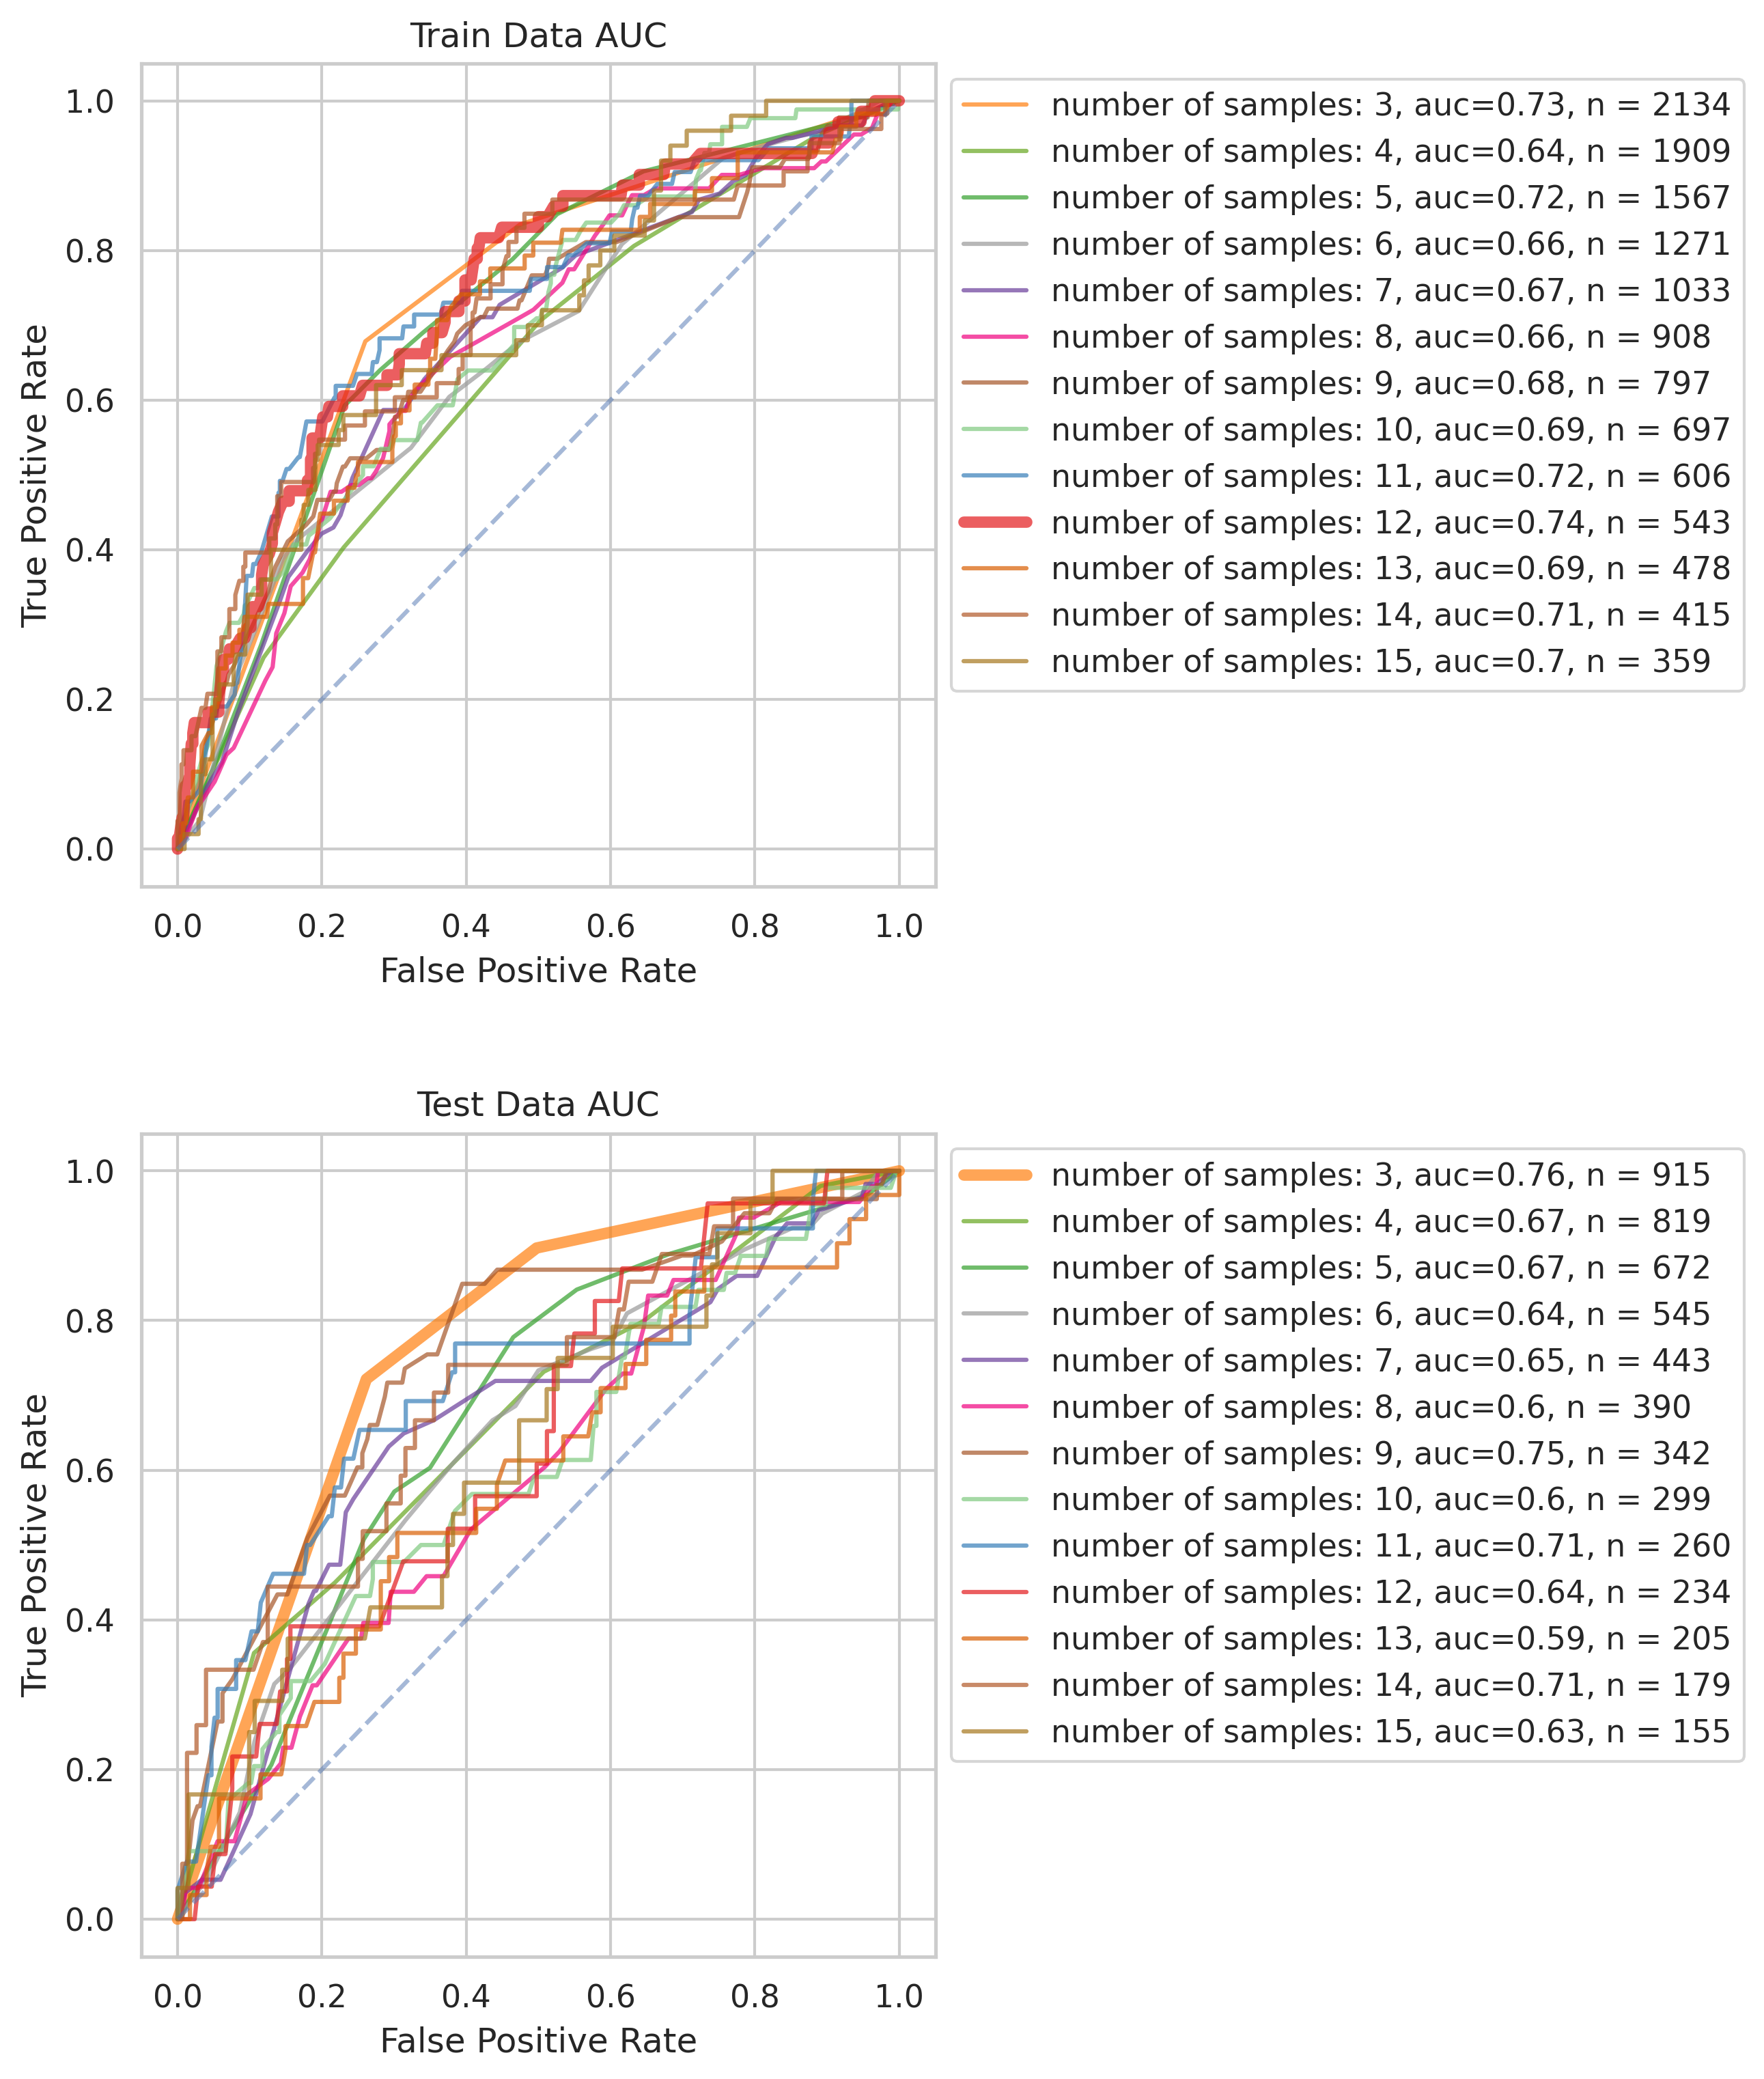 Train Data AUC
1.0
0.8
0.6
0.4
0.2
0.0
True Positive Rate
0.0 0.2 0.4 0.6 0.8 1.0
False Positive Rate
number of samples: 3, auc=0.73, n = 2134
number of samples: 4, auc=0.64, n = 1909
number of samples: 5, auc=0.72, n = 1567
number of samples: 6, auc=0.66, n = 1271
number of samples: 7, auc=0.67, n = 1033
number of samples: 8, auc=0.66, n = 908
number of samples: 9, auc=0.68, n = 797
number of samples: 10, auc=0.69, n = 697
number of samples: 11, auc=0.72, n = 606
number of samples: 12, auc=0.74, n = 543
number of samples: 13, auc=0.69, n = 478
number of samples: 14, auc=0.71, n = 415
number of samples: 15, auc=0.7, n = 359
Test Data AUC
1.0
0.8
0.6
0.4
0.2
0.0
True Positive Rate
0.0 0.2 0.4 0.6 0.8 1.0
False Positive Rate
number of samples: 3, auc=0.76, n = 915
number of samples: 4, auc=0.67, n = 819
number of samples: 5, auc=0.67, n = 672
number of samples: 6, auc=0.64, n = 545
number of samples: 7, auc=0.65, n = 443
number of samples: 8, auc=0.6, n = 390
number of samples: 9, auc=0.75, n = 342
number of samples: 10, auc=0.6, n = 299
number of samples: 11, auc=0.71, n = 260
number of samples: 12, auc=0.64, n = 234
number of samples: 13, auc=0.59, n = 205
number of samples: 14, auc=0.71, n = 179
number of samples: 15, auc=0.63, n = 155